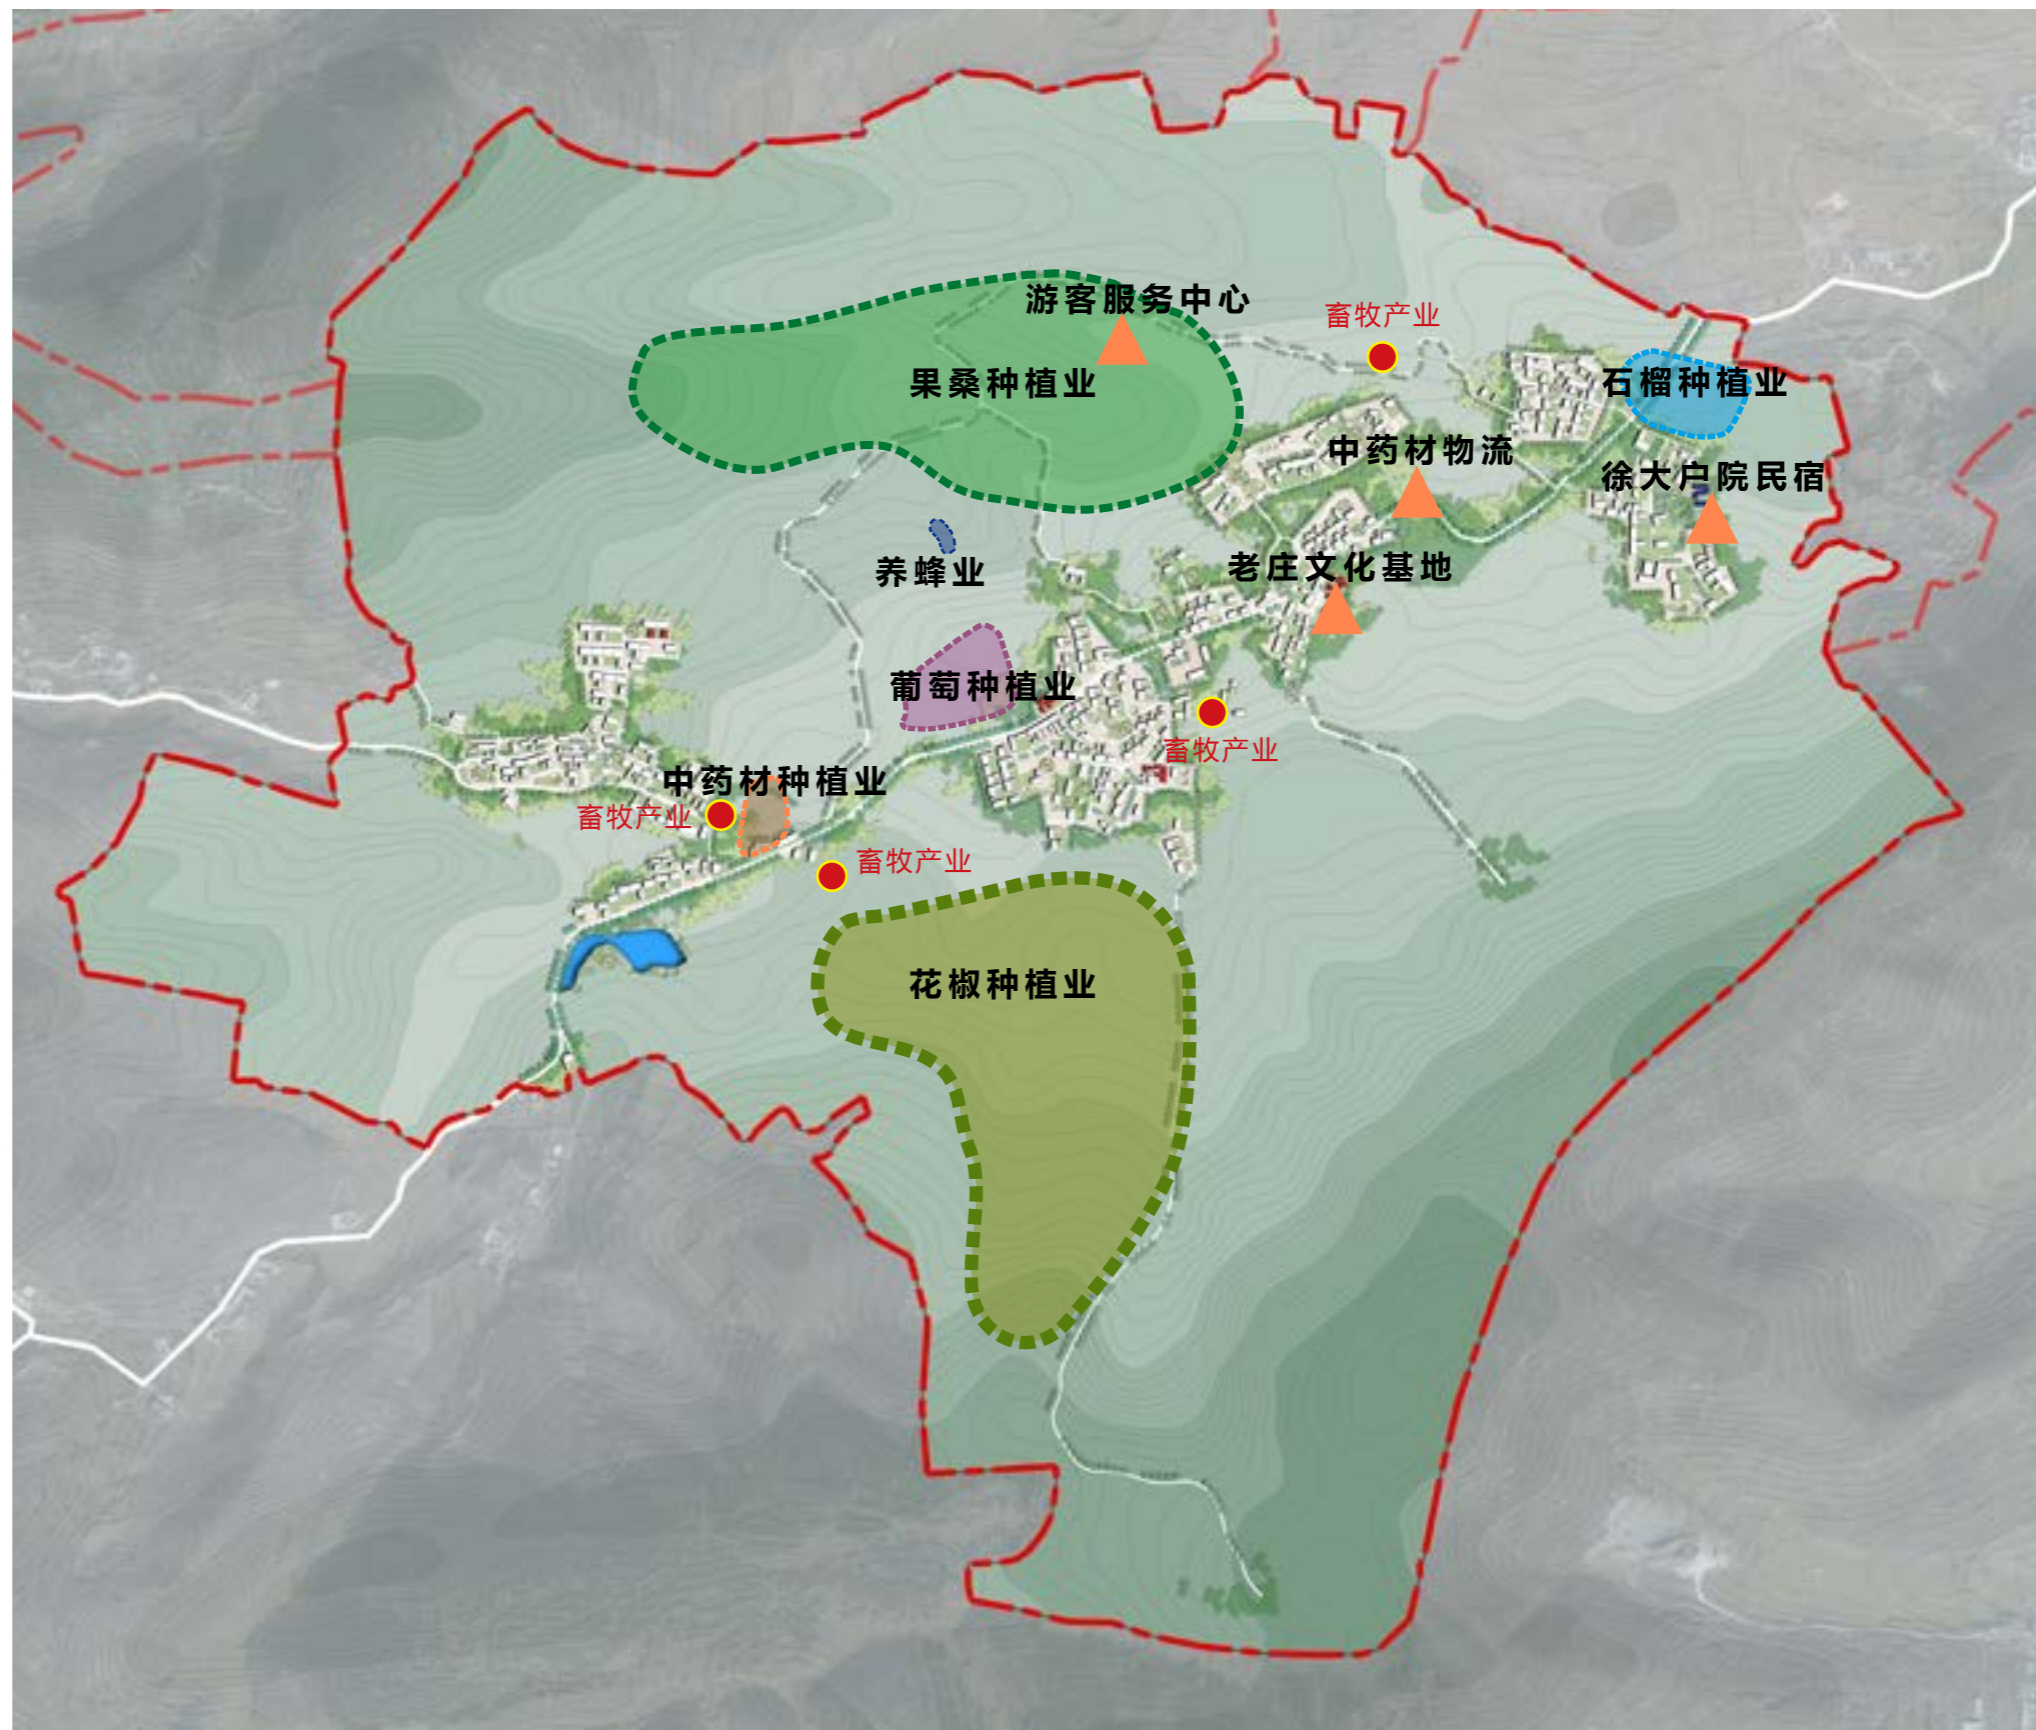 游客服务中心
畜牧产业
果桑种植业
石榴种植业
中药材物流
徐大户院民宿
养蜂业
老庄文化基地
葡萄种植业
畜牧产业
中药材种植业
畜牧产业
畜牧产业
花椒种植业